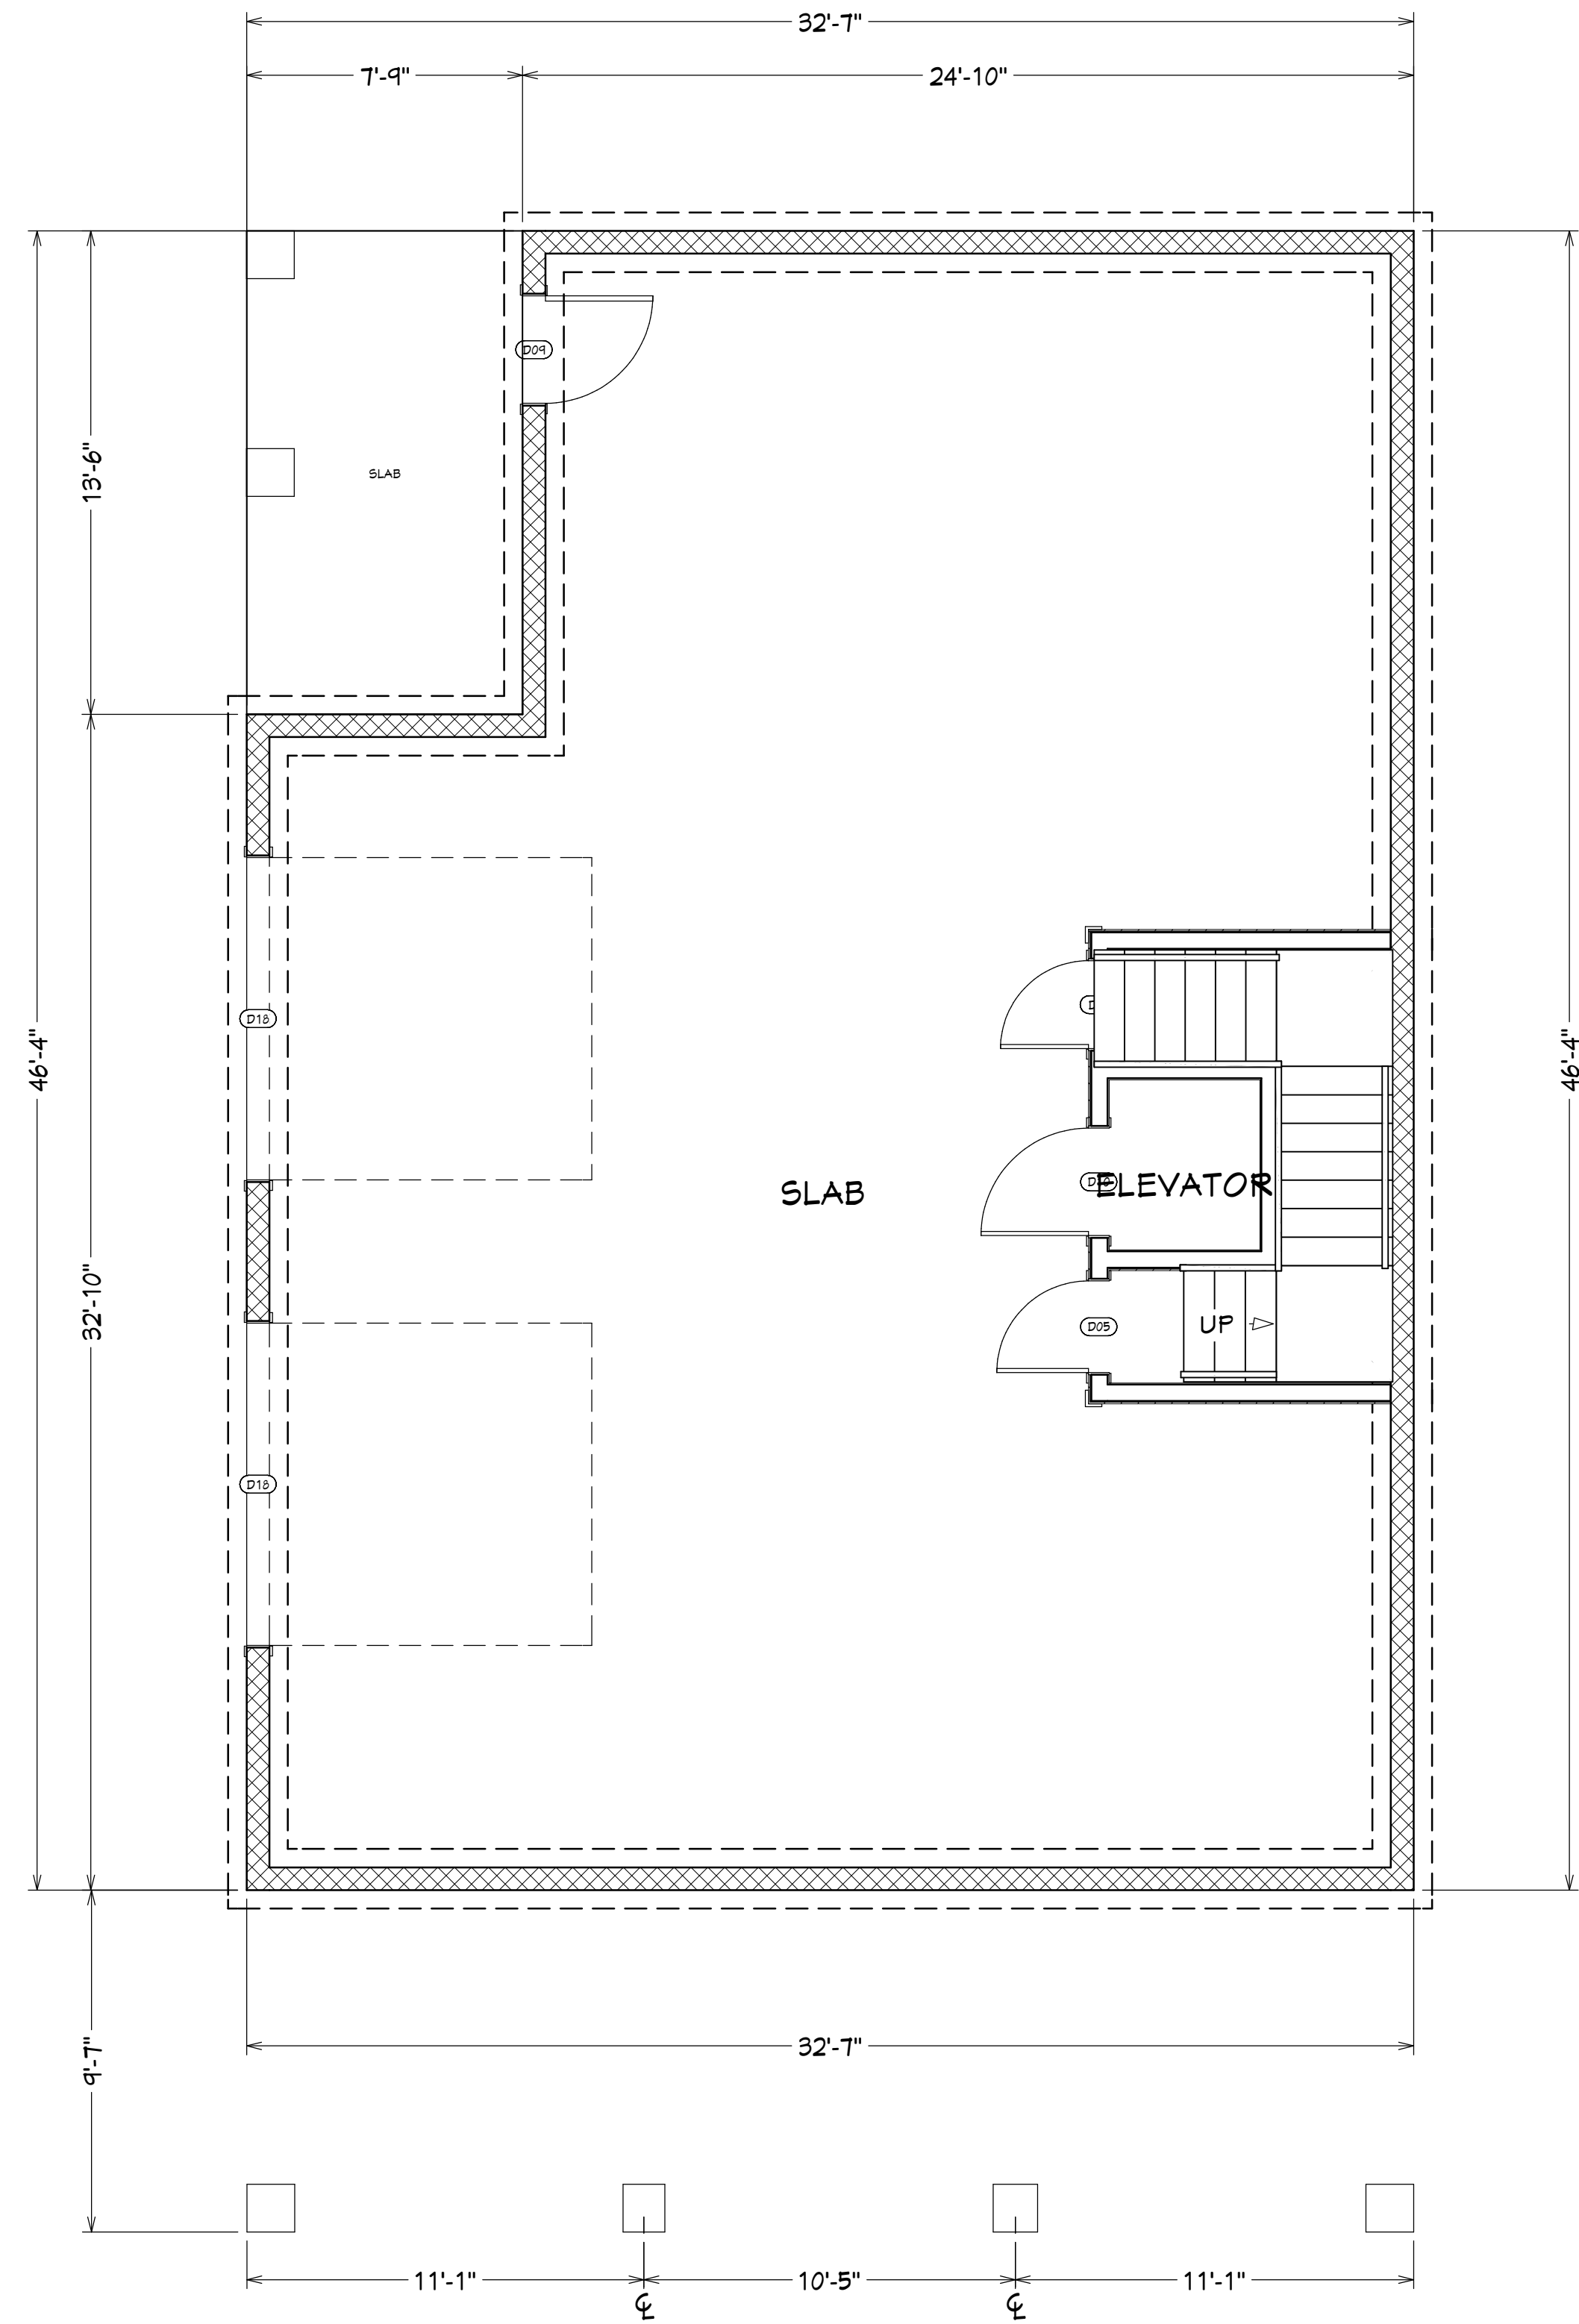 32'-7"
7'-9"
24'-10"
D09
13'-6"
SLAB
D18
46'-4"
46'-4"
SLAB
ELEVATOR
32'-10"
UP
D05
D18
32'-7"
9'-7"
11'-1"
10'-5"
11'-1"
℄
℄